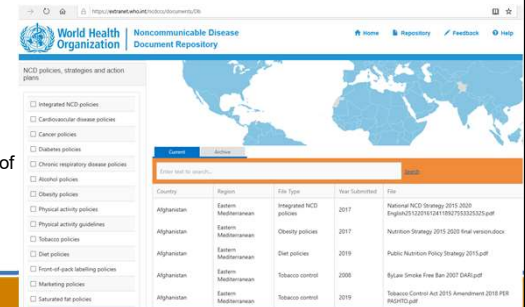 https://extranet.who.int/ncdccs/documents/Db
World Health
Organization
Noncommunicable Disease
Document Repository
Home
Repository
Feedback
Help
NCD policies, strategies and action
plans
Integrated NCD policies
Cardiovascular disease policies
Cancer policies
Diabetes policies
of
Chronic respiratory disease policies
Alcohol policies
Obesity policies
Physical activity policies
Physical activity guidelines
Tobacco policies
Diet policies
Front-of-pack labelling policies
Marketing policies
Saturated fat policies
Current
Archive
Enter text to search...
Search
Country
Region
File Type
Year Submitted
File
Afghanistan
Eastern
Mediterranean
Integrated NCD
policies
2017
National NCD Strategy 2015 2020
Afghanistan
Eastern
Mediterranean
Obesity policies
2017
Nutrition Strategy 2015 2020 final version.docx
Afghanistan
Eastern
Mediterranean
Diet policies
2019
Public Nutrition Policy Strategy 2015.pdf
Afghanistan
Eastern
Mediterranean
Tobacco control
2008
ByLaw Smoke Free Ban 2007 DARI.pdf
Afghanistan
Eastern
Mediterranean
Tobacco control
2019
Tobacco Control Act 2015 Amendment 2018 PER
PASHTO.pdf